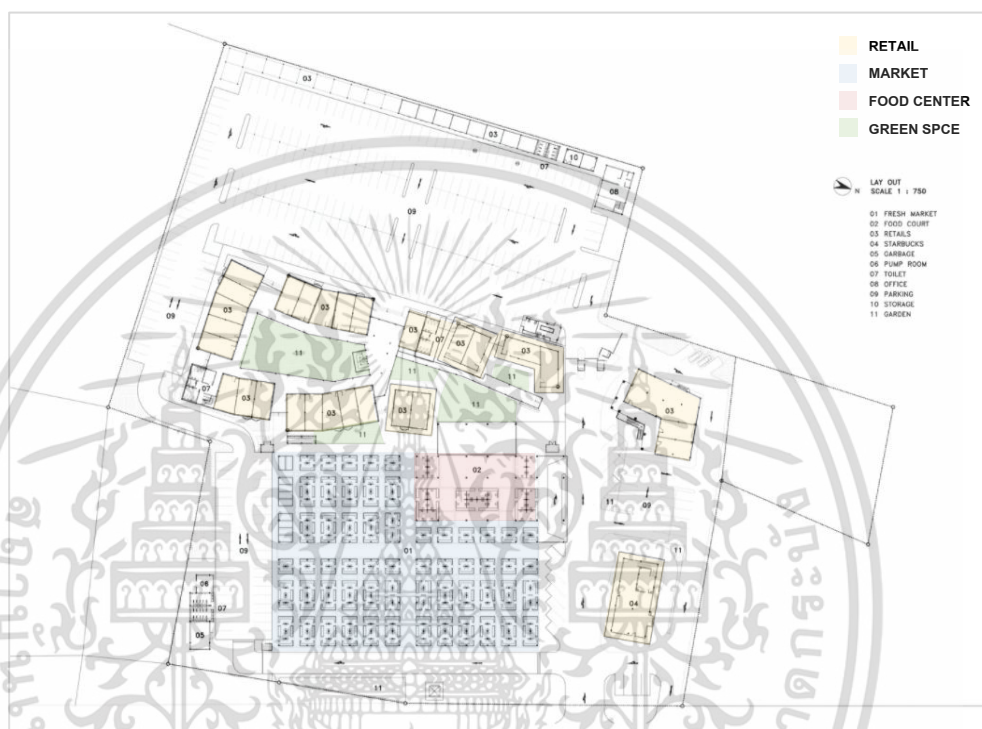 RETAIL
MARKET
FOOD CENTER
GREEN SPCE
N
LAY OUT
SCALE 1 : 750
01 FRESH MARKET
02 FOOD COURT
03 RETAILS
04 STARBUCKS
05 GARBAGE
06 PUMP ROOM
07 TOILET
08 OFFICE
09 PARKING
10 STORAGE
11 GARDEN
03
03
10
07
08
09
03
09
03
03
07
03
03
11
11
11
11
07
03
03
03
11
03
02
09
11
01
09
11
06
07
05
04
11